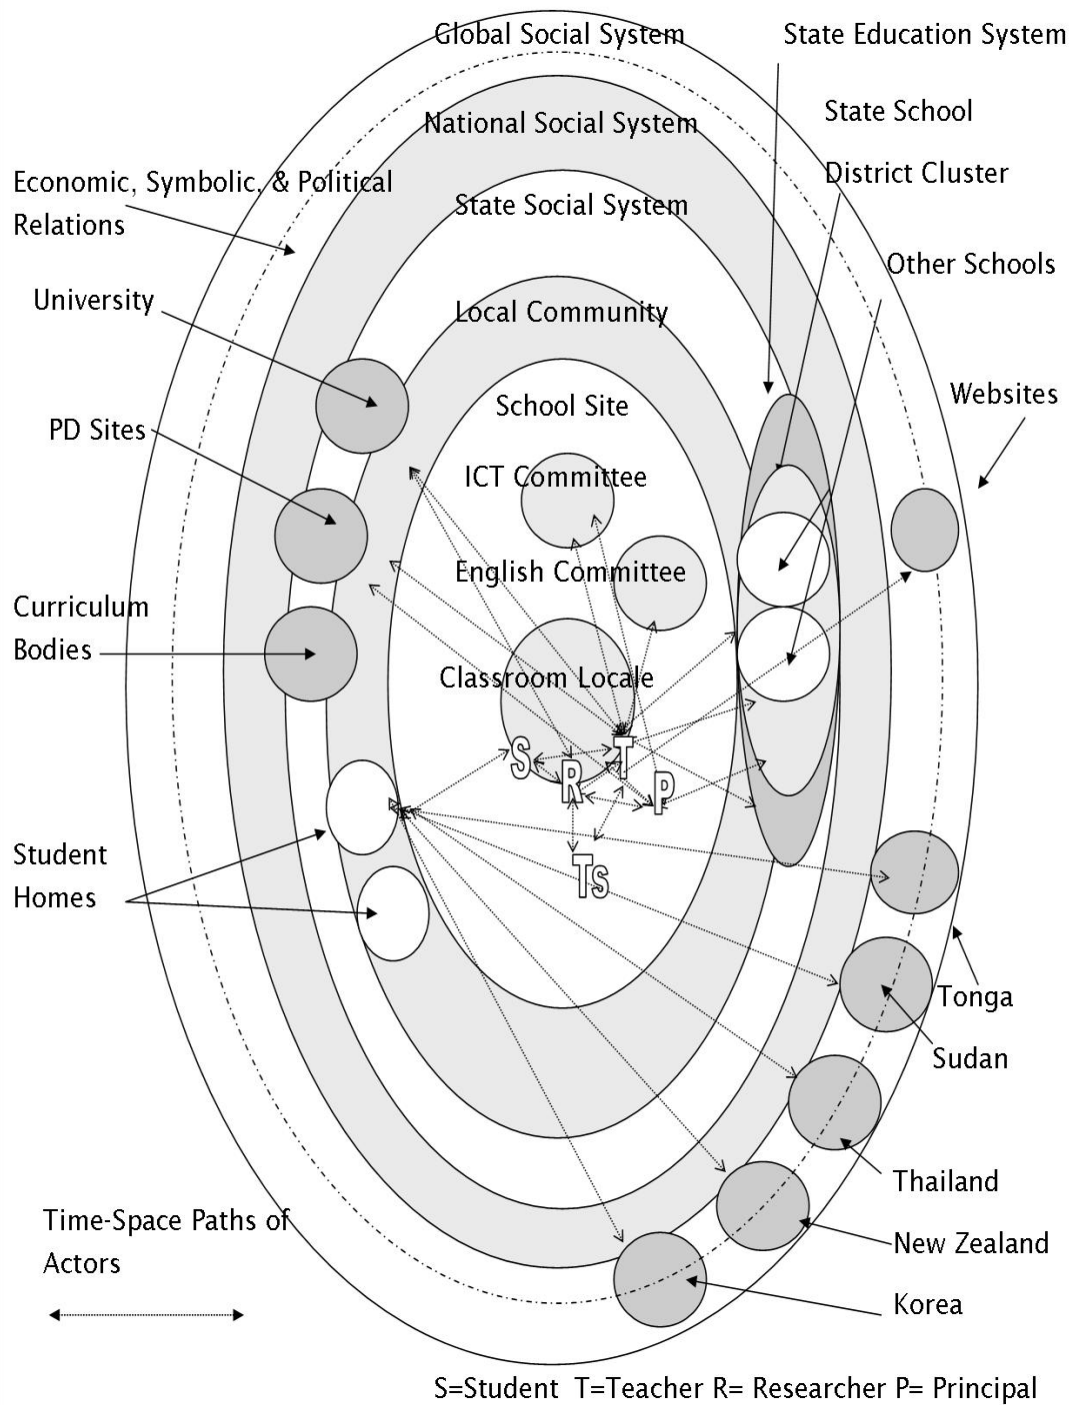 Global Social System
State Education System
State School
National Social System
District Cluster
Economic, Symbolic, & Political
Relations
State Social System
Other Schools
University
Local Community
Websites
School Site
PD Sites
ICT Committee
English Committee
Curriculum
Bodies
Classroom Locale
S
T
R
P
Ts
Student
Homes
Tonga
Sudan
Thailand
Time-Space Paths of
Actors
New Zealand
Korea
S=Student T=Teacher R= Researcher P= Principal